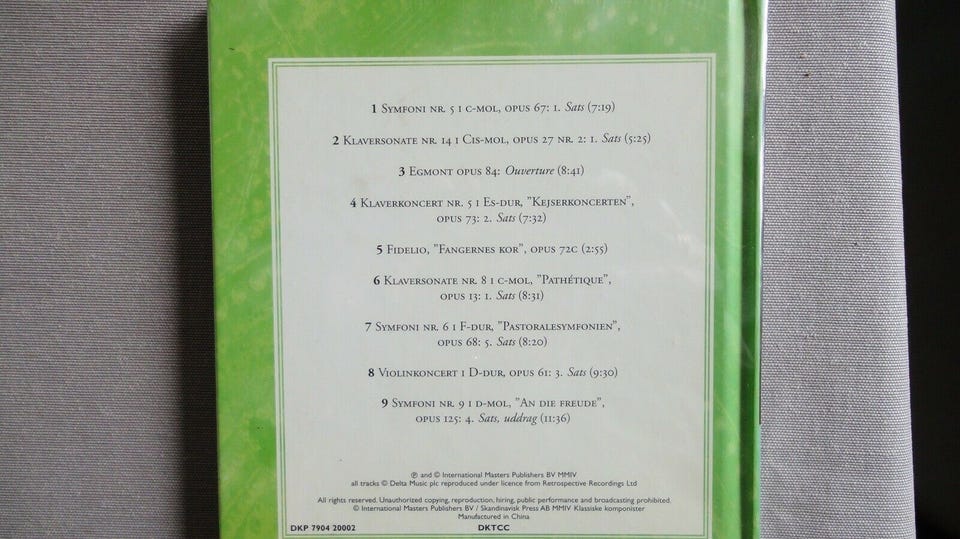 1 Symfoni nr. 5 i c-mol, opus 67: 1. Sats (7:19)
2 Klaversonate nr. 14 i Cis-mol, opus 27 nr. 2: 1. Sats (5:25)
3 Egmont opus 84: Ouverture (8:41)
4 Klaverkoncert nr. 5 i Es-dur, "Kejserkoncerten",
opus 73: 2. Sats (7:32)
5 Fidelio, "Fangernes kor", opus 72c (2:55)
6 Klaversonate nr. 8 i c-mol, "Pathétique",
opus 13: 1. Sats (8:31)
7 Symfoni nr. 6 i F-dur, "Pastoralesymfonien",
opus 68: 5. Sats (8:20)
8 Violinkoncert i D-dur, opus 61: 3. Sats (9:30)
9 Symfoni nr. 9 i d-mol, "An die Freude",
opus 125: 4. Sats, uddrag (11:36)
℗ and © International Masters Publishers BV MMIV
all tracks © Delta Music plc reproduced under licence from Retrospective Recordings Ltd
All rights reserved. Unauthorized copying, reproduction, hiring, public performance and broadcasting prohibited.
© International Masters Publishers BV / Skandinavisk Press AB MMIV Klassiske komponister
Manufactured in China
DKP 7904 20002 DKTCC